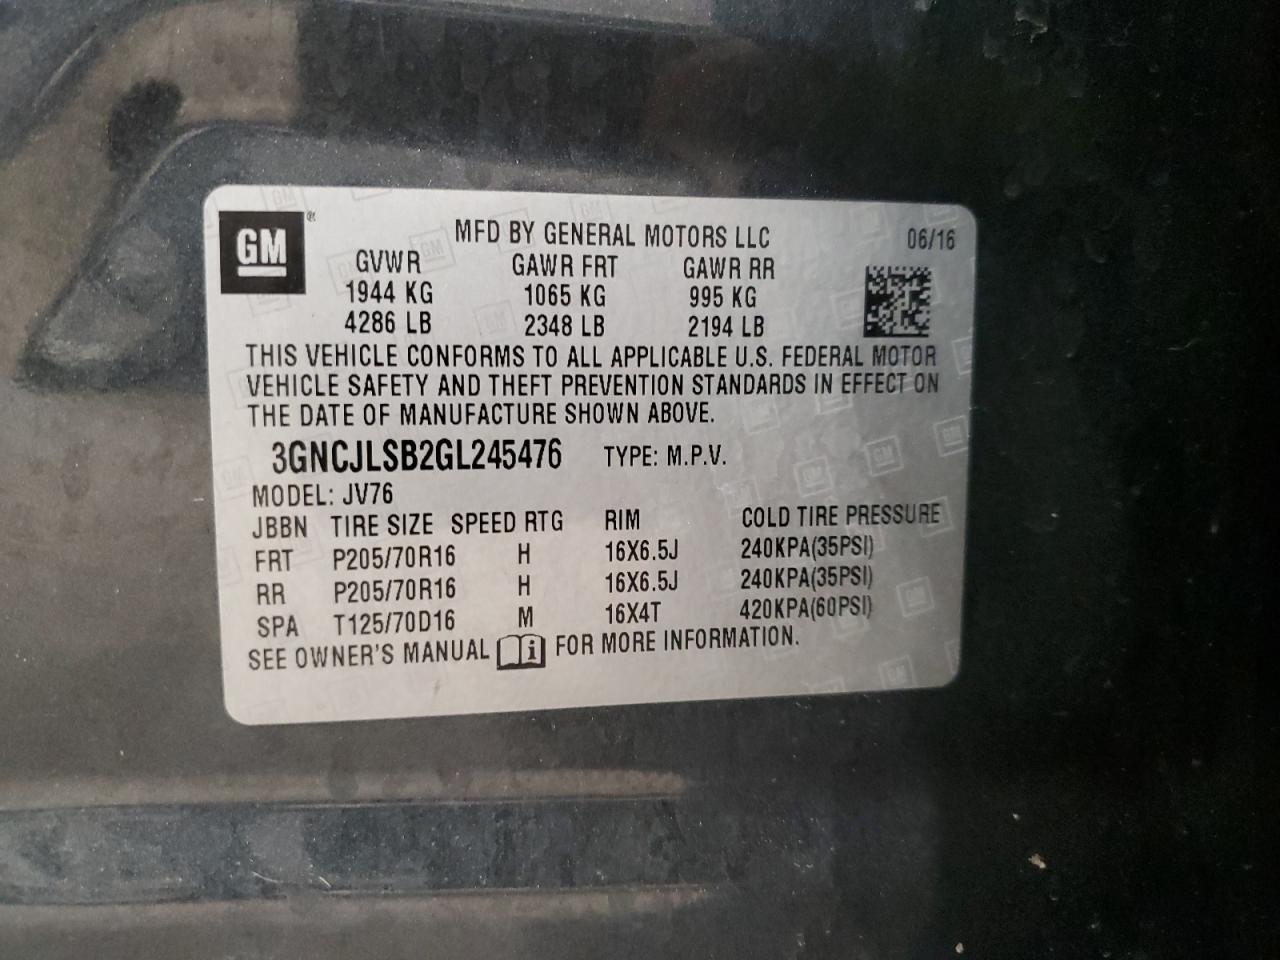 GM ®
MFD BY GENERAL MOTORS LLC 06/16
GVWR GAWR FRT GAWR RR
1944 KG 1065 KG 995 KG
4286 LB 2348 LB 2194 LB
THIS VEHICLE CONFORMS TO ALL APPLICABLE U.S. FEDERAL MOTOR
VEHICLE SAFETY AND THEFT PREVENTION STANDARDS IN EFFECT ON
THE DATE OF MANUFACTURE SHOWN ABOVE.
3GNCJLSB2GL245476 TYPE: M.P.V.
MODEL: JV76
JBBN TIRE SIZE SPEED RTG RIM COLD TIRE PRESSURE
FRT P205/70R16 H 16X6.5J 240KPA(35PSI)
RR P205/70R16 H 16X6.5J 240KPA(35PSI)
SPA T125/70D16 M 16X4T 420KPA(60PSI)
SEE OWNER'S MANUAL i FOR MORE INFORMATION.